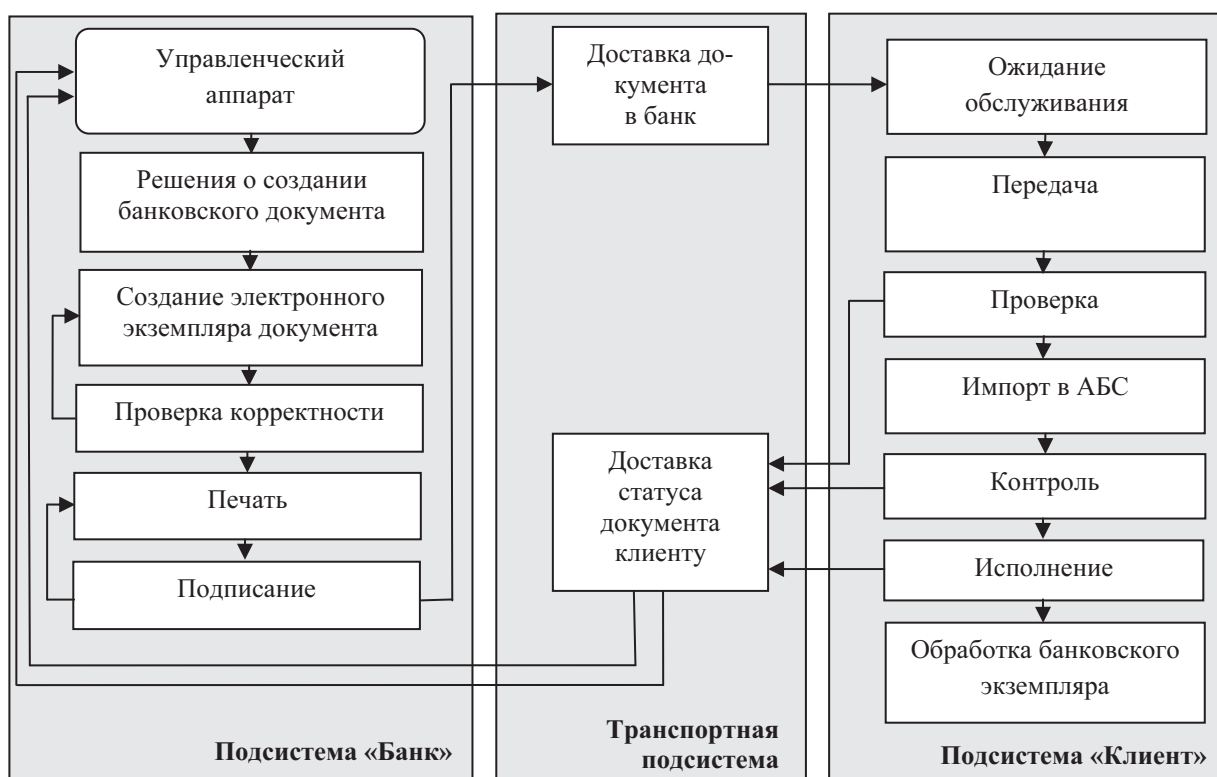 Управленческий
аппарат
Решения о создании
банковского документа
Создание электронного
экземпляра документа
Проверка корректности
Печать
Подписание
Подсистема «Банк»
Доставка до-
кумента
в банк
Доставка
статуса
документа
клиенту
Транспортная
подсистема
Ожидание
обслуживания
Передача
Проверка
Импорт в АБС
Контроль
Исполнение
Обработка банковского
экземпляра
Подсистема «Клиент»